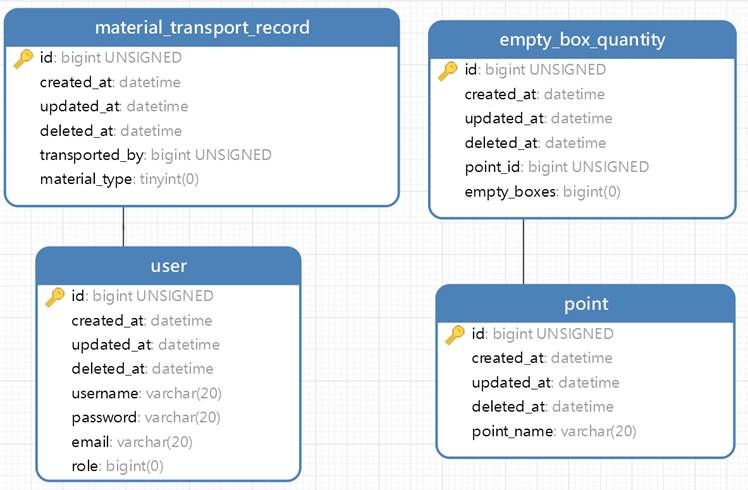 material_transport_record
id: bigint UNSIGNED
created_at: datetime
updated_at: datetime
deleted_at: datetime
transported_by: bigint UNSIGNED
material_type: tinyint(0)
empty_box_quantity
id: bigint UNSIGNED
created_at: datetime
updated_at: datetime
deleted_at: datetime
point_id: bigint UNSIGNED
empty_boxes: bigint(0)
user
id: bigint UNSIGNED
created_at: datetime
updated_at: datetime
deleted_at: datetime
username: varchar(20)
password: varchar(20)
email: varchar(20)
role: bigint(0)
point
id: bigint UNSIGNED
created_at: datetime
updated_at: datetime
deleted_at: datetime
point_name: varchar(20)